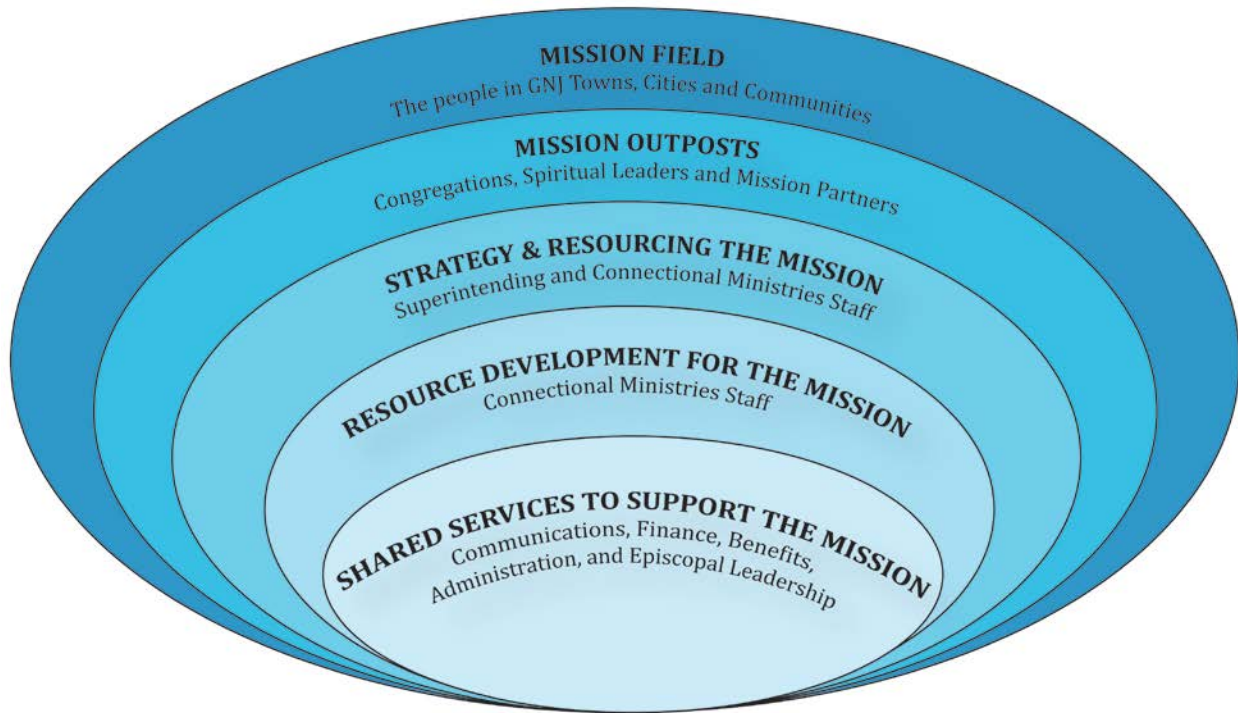 MISSION FIELD
The people in GNJ Towns, Cities and Communities
MISSION OUTPOSTS
Congregations, Spiritual Leaders and Mission Partners
STRATEGY & RESOURCING THE MISSION
Superintending and Connectional Ministries Staff
RESOURCE DEVELOPMENT FOR THE MISSION
Connectional Ministries Staff
SHARED SERVICES TO SUPPORT THE MISSION
Communications, Finance, Benefits,
Administration, and Episcopal Leadership